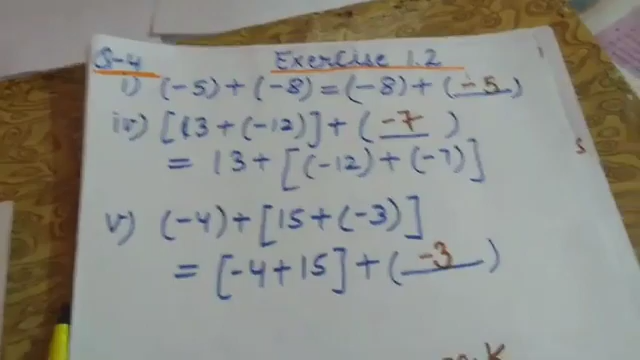 S-4 Exercise 1.2
i) (-5) + (-8) = (-8) + (-5)
iv) [13 + (-12)] + (-7)
= 13 + [(-12) + (-7)]
v) (-4) + [15 + (-3)]
= [-4 + 15] + (-3)